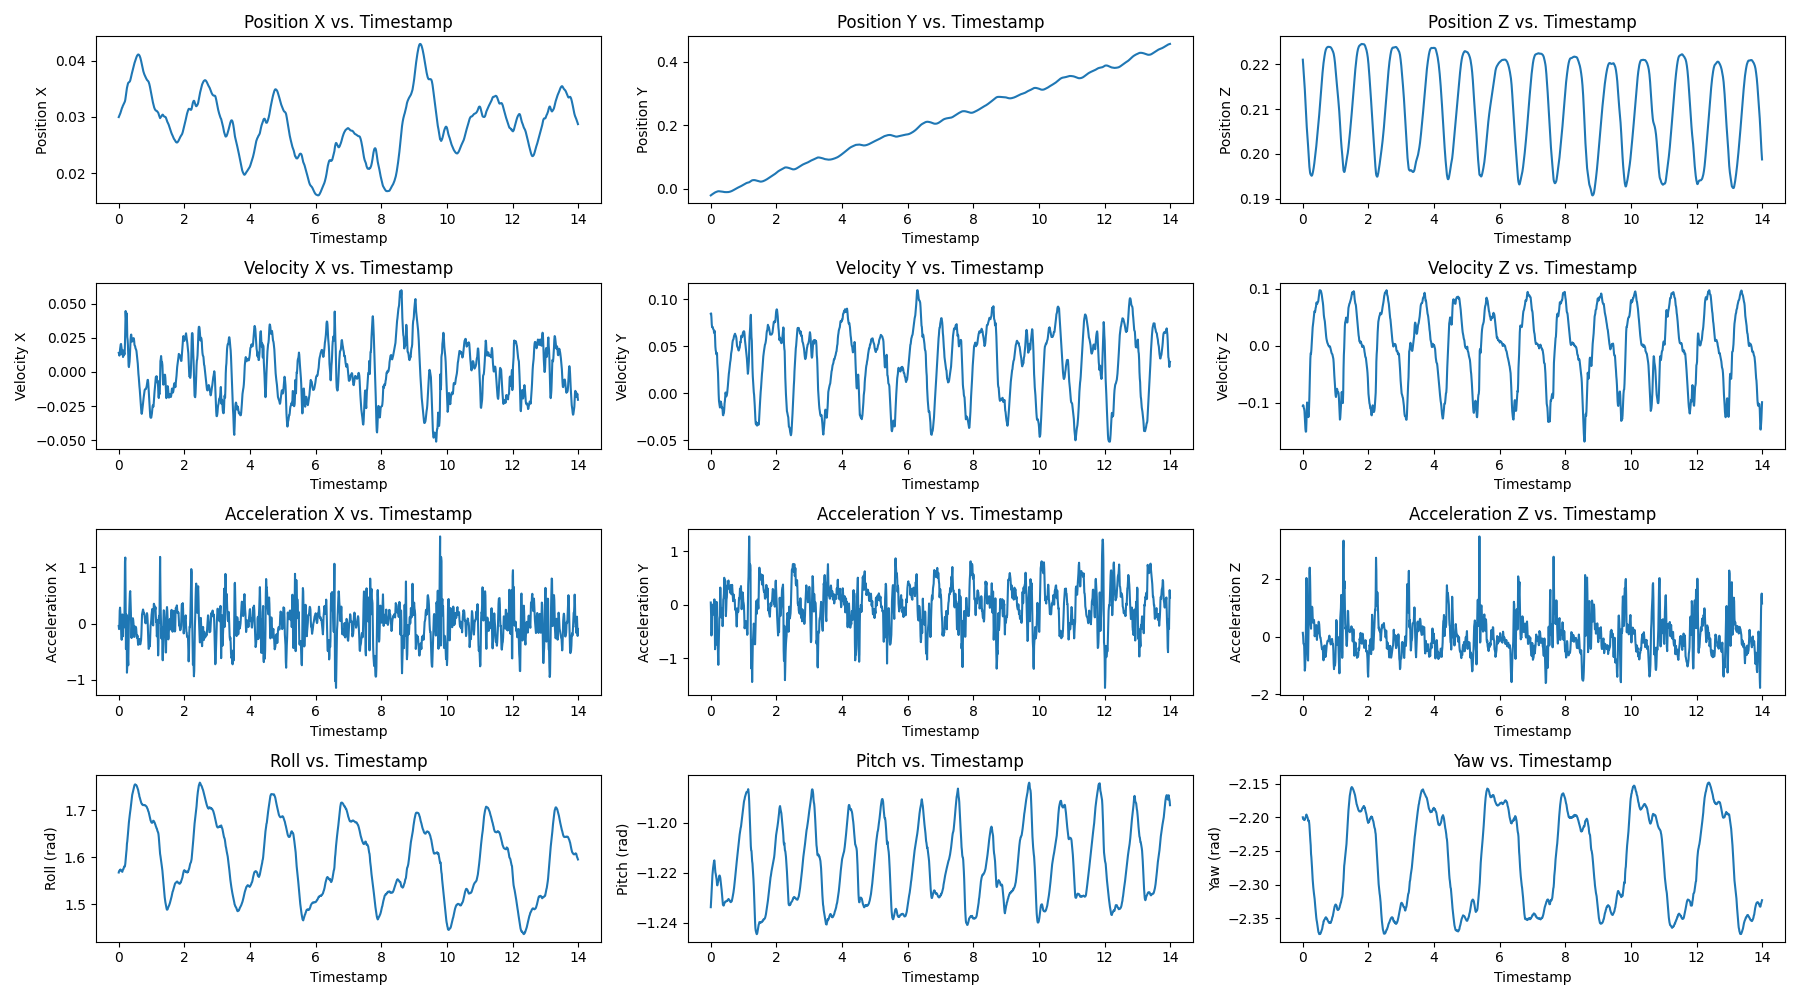 Position X vs. Timestamp
Position X
0.04
0.03
0.02
0 2 4 6 8 10 12 14
Timestamp
Position Y vs. Timestamp
Position Y
0.4
0.2
0.0
0 2 4 6 8 10 12 14
Timestamp
Position Z vs. Timestamp
Position Z
0.22
0.21
0.20
0.19
0 2 4 6 8 10 12 14
Timestamp
Velocity X vs. Timestamp
Velocity X
0.050
0.025
0.000
−0.025
−0.050
0 2 4 6 8 10 12 14
Timestamp
Velocity Y vs. Timestamp
Velocity Y
0.10
0.05
0.00
−0.05
0 2 4 6 8 10 12 14
Timestamp
Velocity Z vs. Timestamp
Velocity Z
0.1
0.0
−0.1
0 2 4 6 8 10 12 14
Timestamp
Acceleration X vs. Timestamp
Acceleration X
1
0
−1
0 2 4 6 8 10 12 14
Timestamp
Acceleration Y vs. Timestamp
Acceleration Y
1
0
−1
0 2 4 6 8 10 12 14
Timestamp
Acceleration Z vs. Timestamp
Acceleration Z
2
0
−2
0 2 4 6 8 10 12 14
Timestamp
Roll vs. Timestamp
Roll (rad)
1.7
1.6
1.5
0 2 4 6 8 10 12 14
Timestamp
Pitch vs. Timestamp
Pitch (rad)
−1.20
−1.22
−1.24
0 2 4 6 8 10 12 14
Timestamp
Yaw vs. Timestamp
Yaw (rad)
−2.15
−2.20
−2.25
−2.30
−2.35
0 2 4 6 8 10 12 14
Timestamp